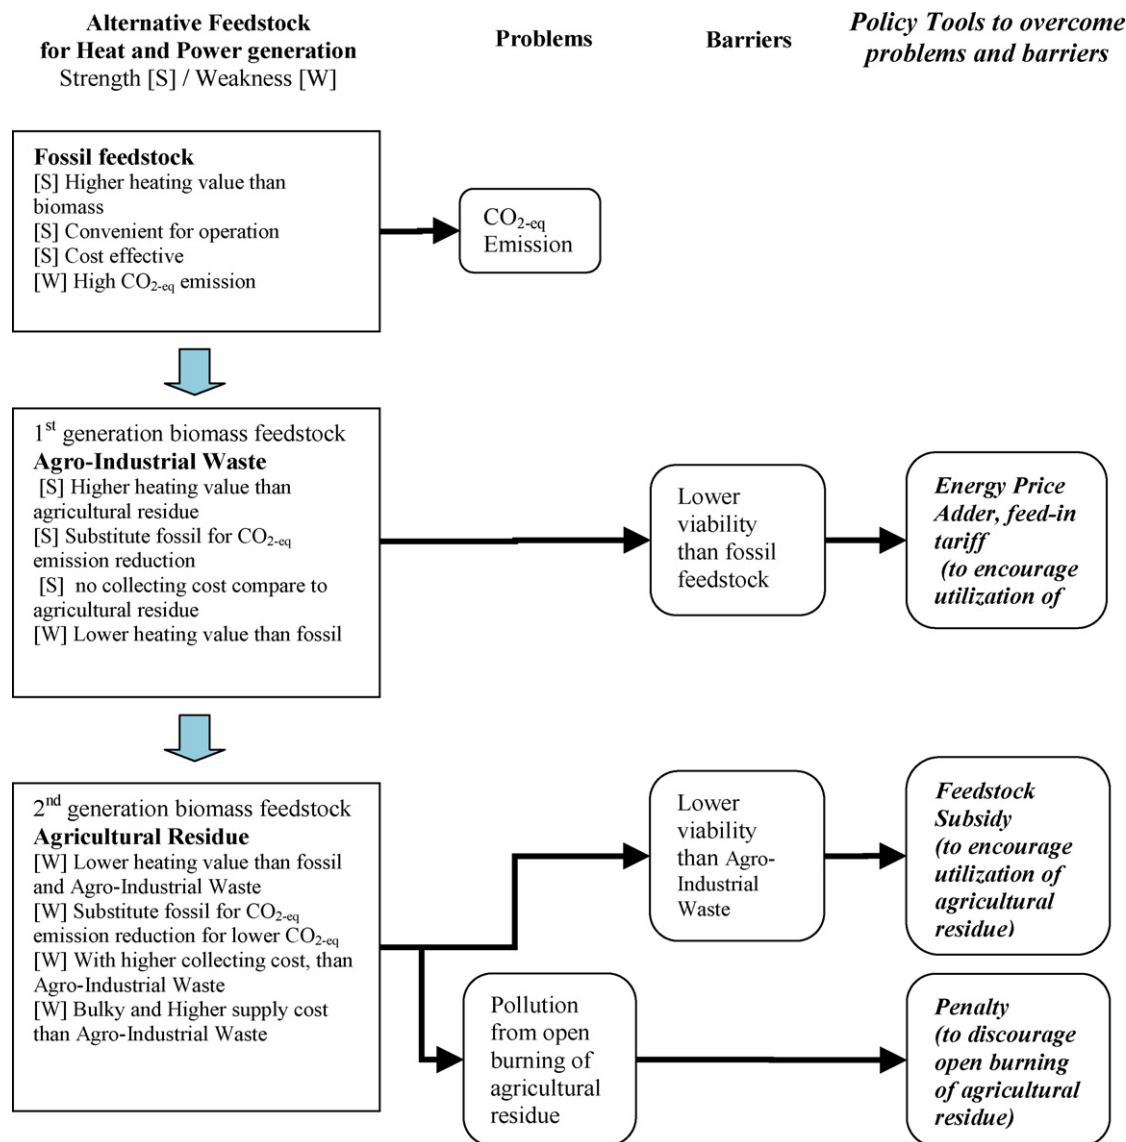 Alternative Feedstock
for Heat and Power generation
Strength [S] / Weakness [W]
Problems
Barriers
Policy Tools to overcome
problems and barriers
Fossil feedstock
[S] Higher heating value than
biomass
[S] Convenient for operation
[S] Cost effective
[W] High CO2-eq emission
CO2-eq
Emission
1st generation biomass feedstock
Agro-Industrial Waste
[S] Higher heating value than
agricultural residue
[S] Substitute fossil for CO2-eq
emission reduction
[S] no collecting cost compare to
agricultural residue
[W] Lower heating value than fossil
Lower
viability
than fossil
feedstock
Energy Price
Adder, feed-in
tariff
(to encourage
utilization of
2nd generation biomass feedstock
Agricultural Residue
[W] Lower heating value than fossil
and Agro-Industrial Waste
[W] Substitute fossil for CO2-eq
emission reduction for lower CO2-eq
[W] With higher collecting cost, than
Agro-Industrial Waste
[W] Bulky and Higher supply cost
than Agro-Industrial Waste
Lower
viability
than Agro-
Industrial
Waste
Feedstock
Subsidy
(to encourage
utilization of
agricultural
residue)
Pollution
from open
burning of
agricultural
residue
Penalty
(to discourage
open burning
of agricultural
residue)